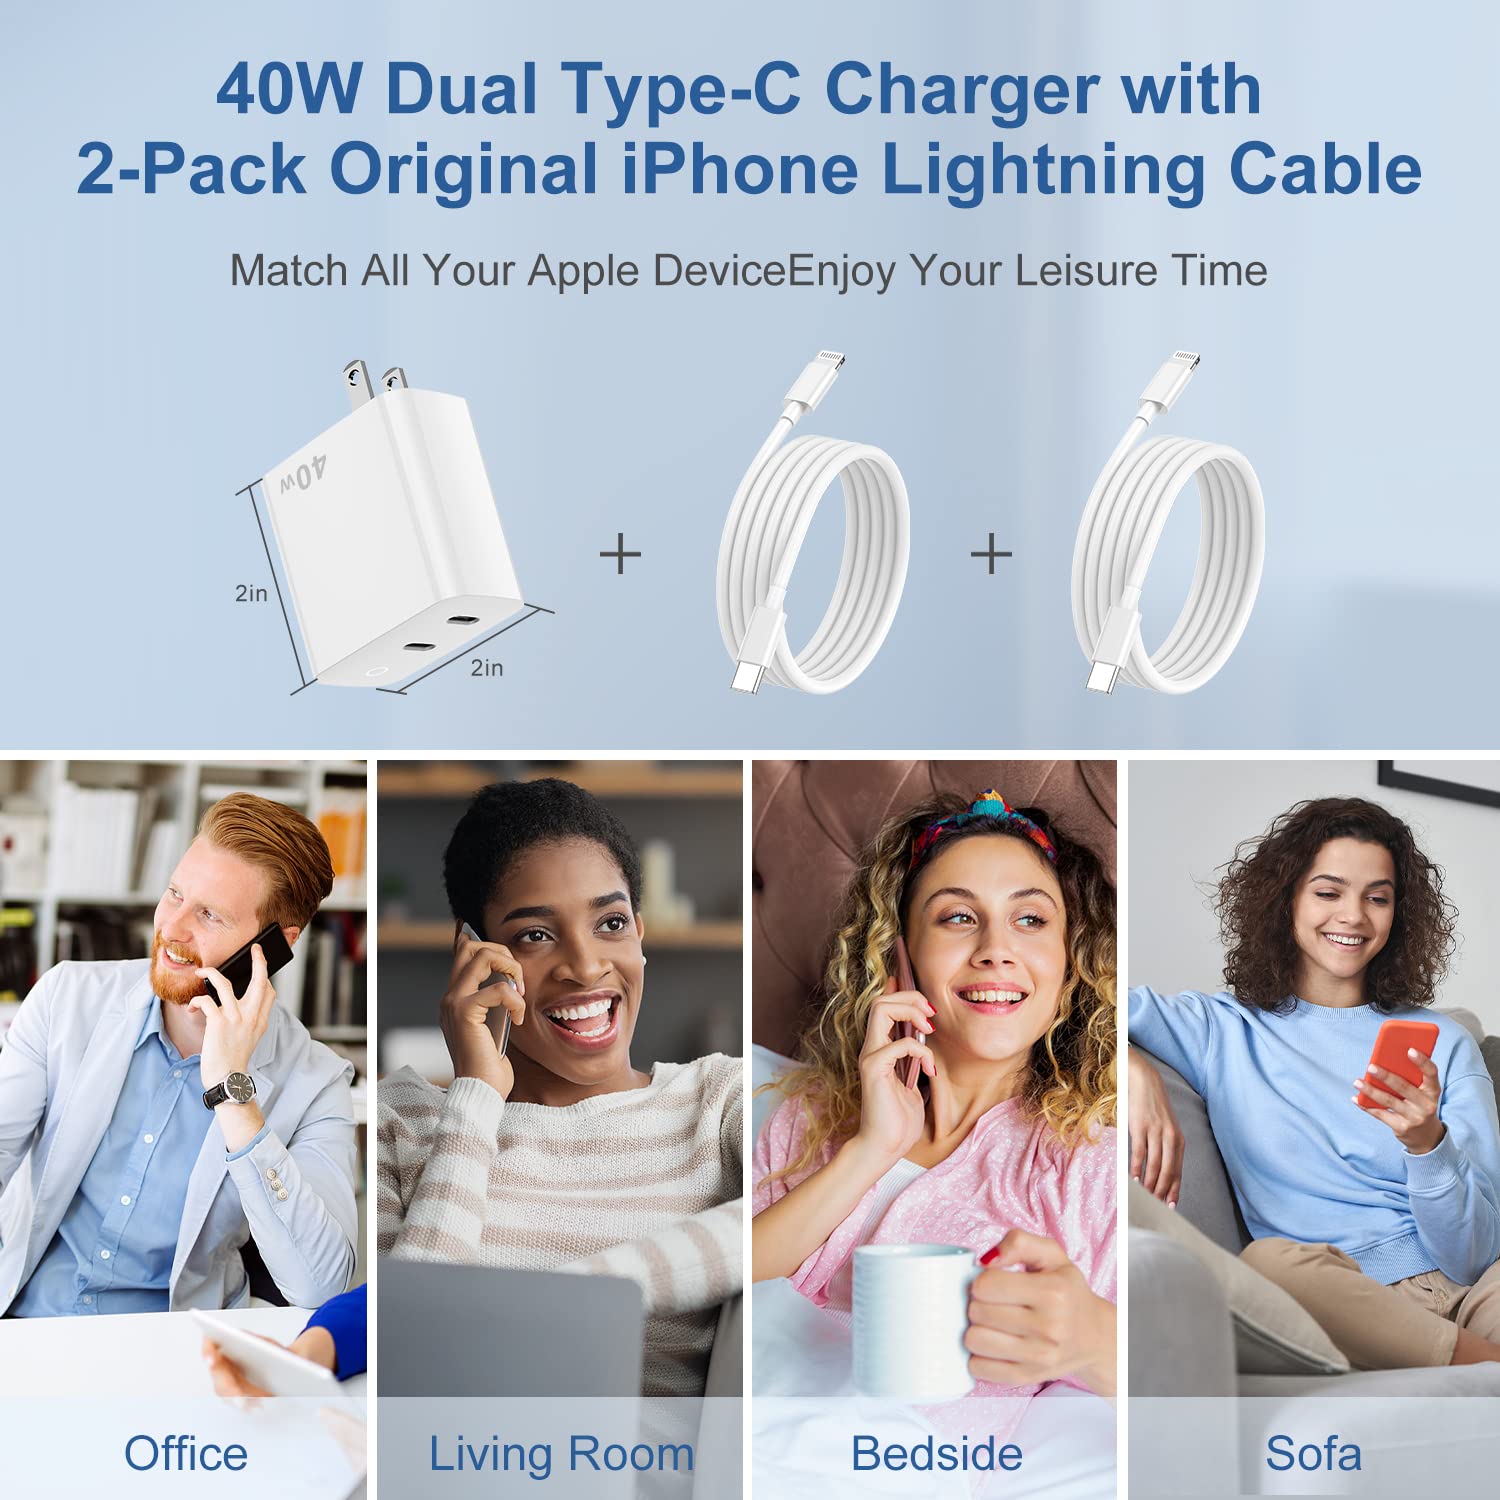 40W Dual Type-C Charger with
2-Pack Original iPhone Lightning Cable
Match All Your Apple DeviceEnjoy Your Leisure Time
40W
2in
2in
Office
Living Room
Bedside
Sofa